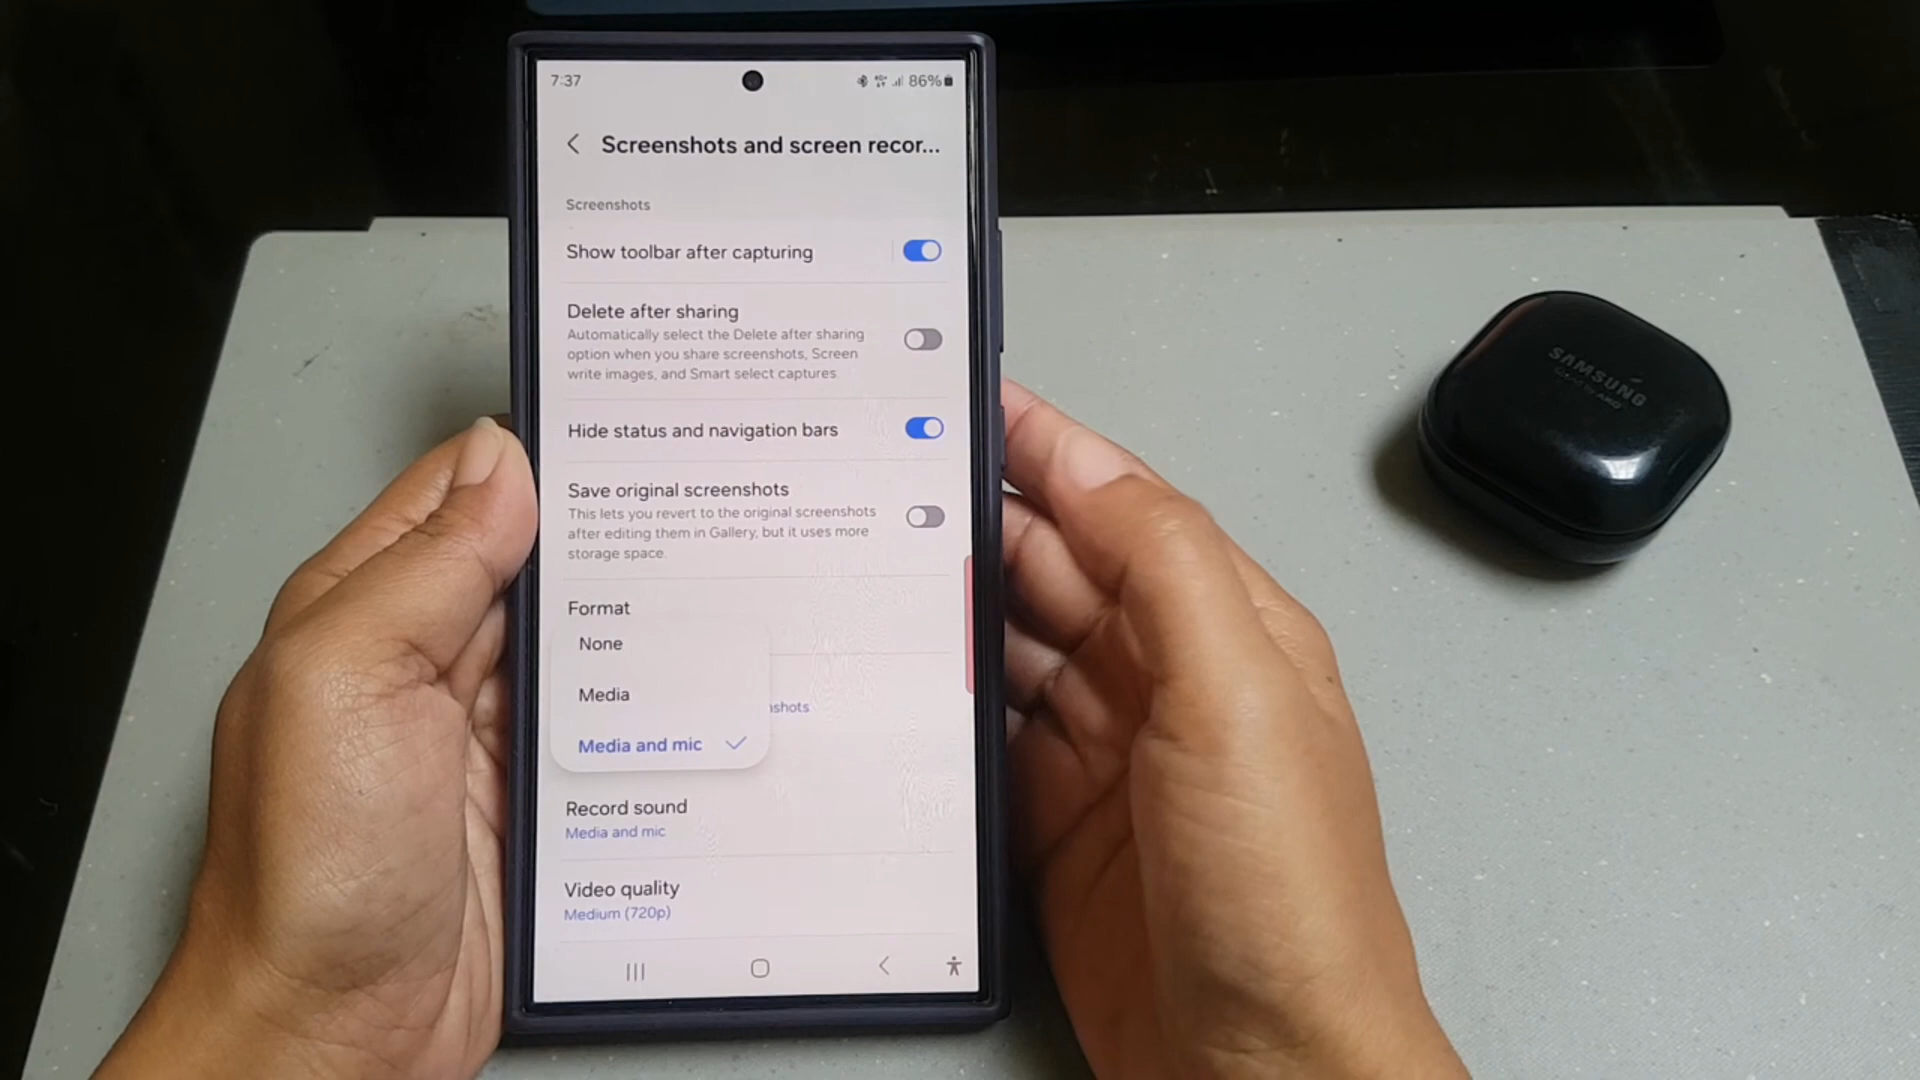 7:37
86%
Screenshots and screen recor...
Screenshots
Show toolbar after capturing
Delete after sharing
Automatically select the Delete after sharing
option when you share screenshots, Screen
write images, and Smart select captures.
Hide status and navigation bars
Save original screenshots
This lets you revert to the original screenshots
after editing them in Gallery, but it uses more
storage space.
Format
None
Media
shots
Media and mic
Record sound
Media and mic
Video quality
Medium (720p)
SAMSUNG